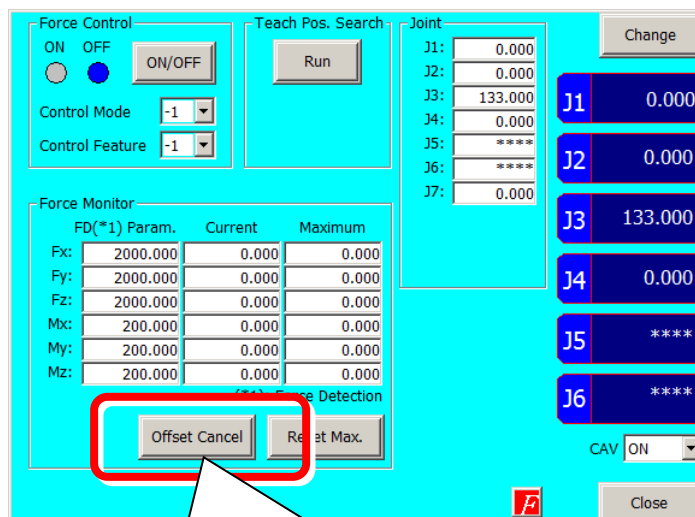 Force Control
ON OFF
ON/OFF
Control Mode -1
Control Feature -1
Teach Pos. Search
Run
Joint
J1: 0.000
J2: 0.000
J3: 133.000
J4: 0.000
J5: ****
J6: ****
J7: 0.000
Change
J1 0.000
J2 0.000
J3 133.000
J4 0.000
J5 ****
J6 ****
CAV ON
Close
Force Monitor
FD(*1) Param. Current Maximum
Fx: 2000.000 0.000 0.000
Fy: 2000.000 0.000 0.000
Fz: 2000.000 0.000 0.000
Mx: 200.000 0.000 0.000
My: 200.000 0.000 0.000
Mz: 200.000 0.000 0.000
(*1) Force Detection
Offset Cancel
Reset Max.
F